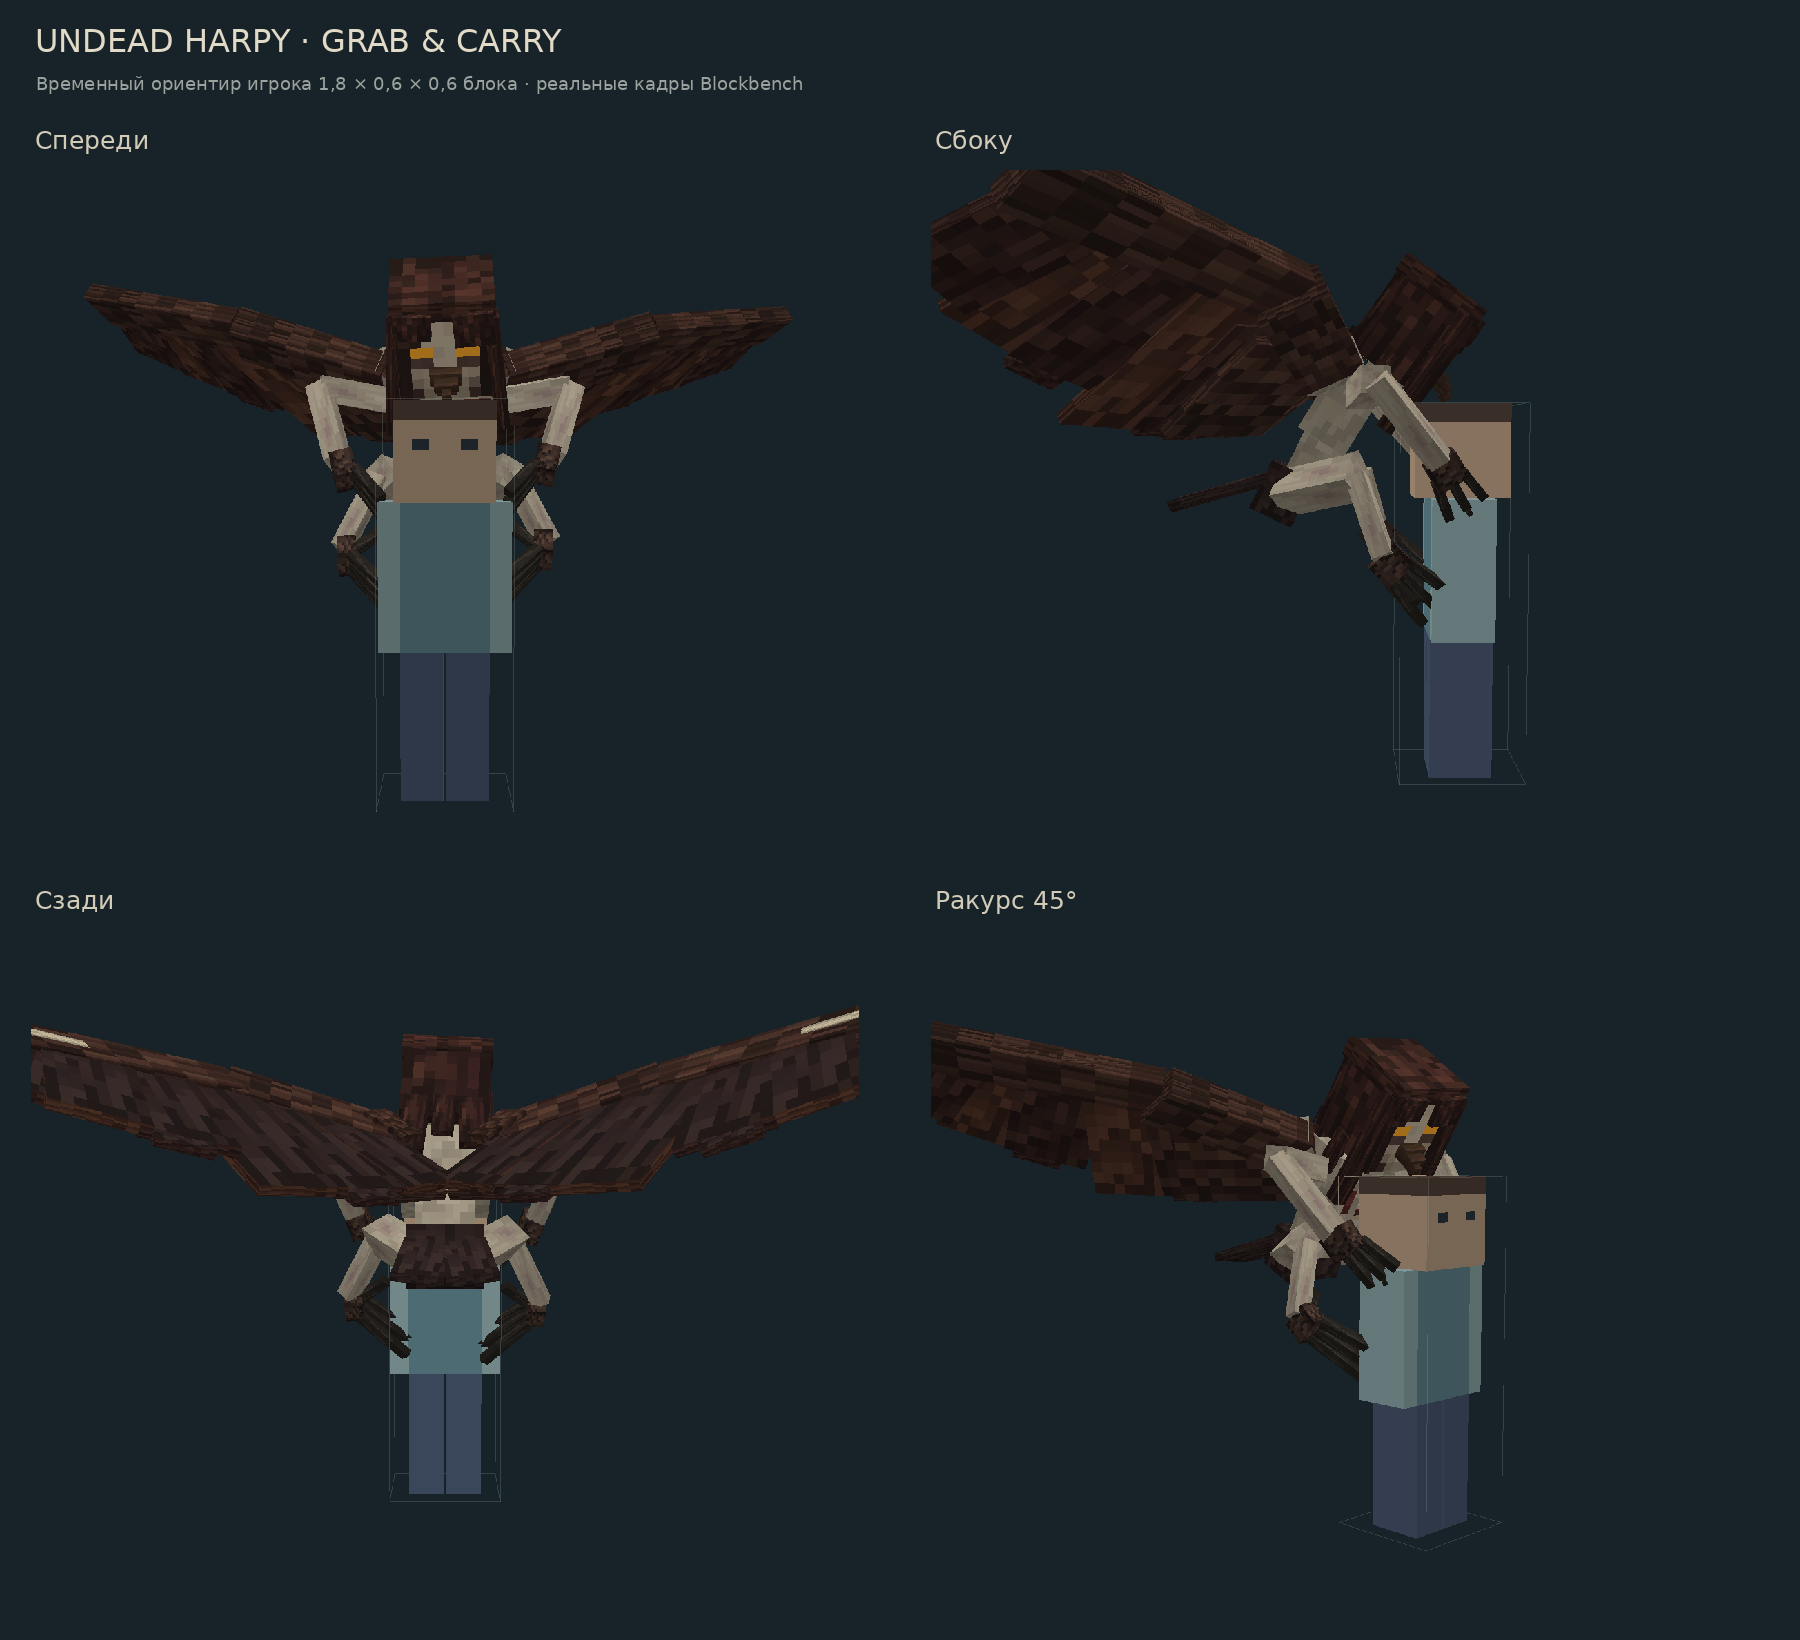 UNDEAD HARPY · GRAB & CARRY
Временный ориентир игрока 1,8 × 0,6 × 0,6 блока · реальные кадры Blockbench
Спереди
Сбоку
Сзади
Ракурс 45°